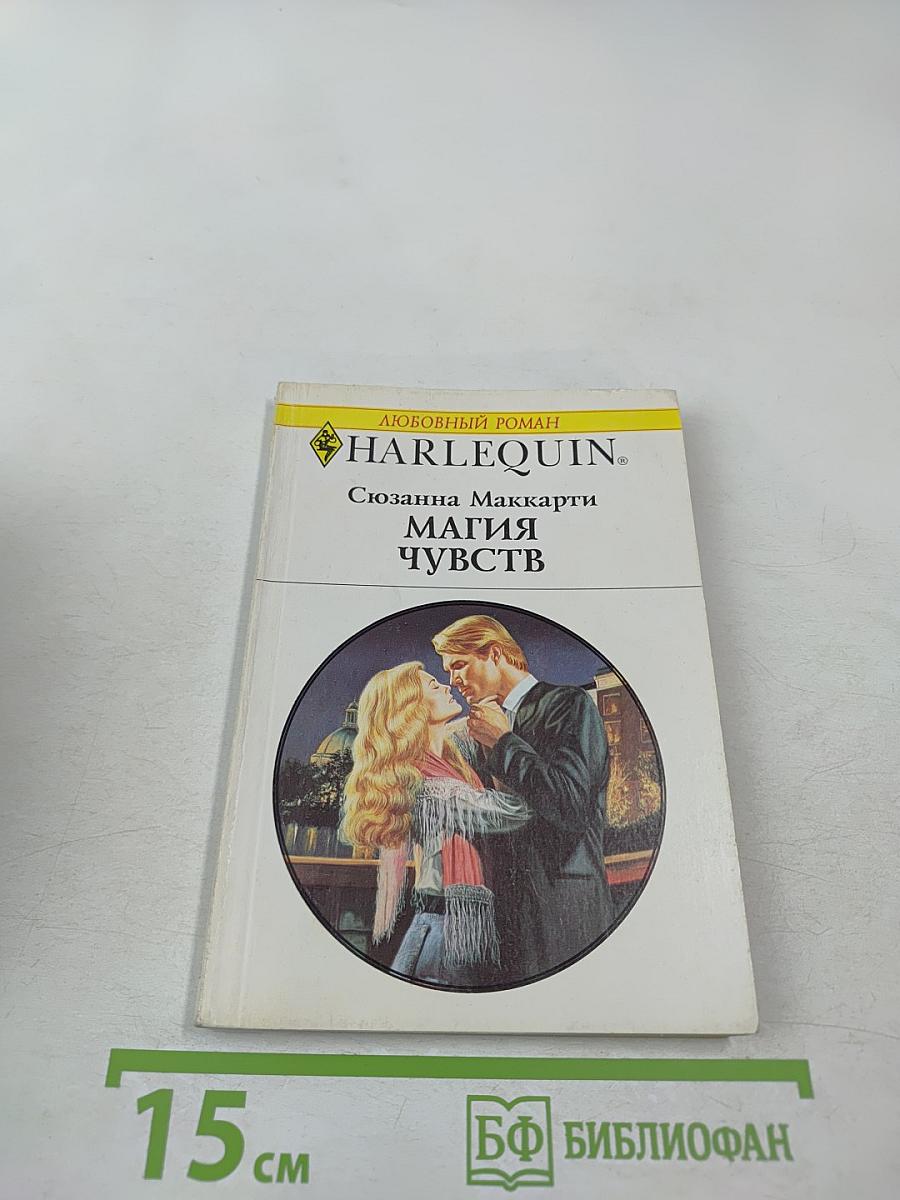 ЛЮБОВНЫЙ РОМАН
HARLEQUIN®
Сюзанна Маккарти
МАГИЯ
ЧУВСТВ
15 см
БФ БИБЛИОФАН